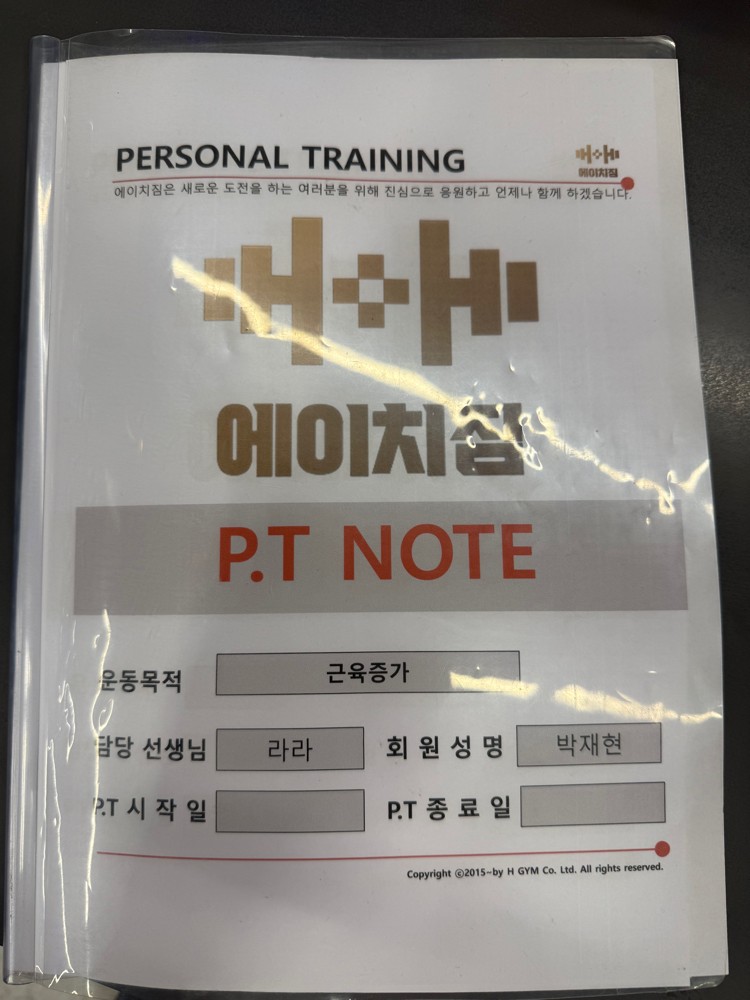 PERSONAL TRAINING
에이치짐
에이치짐은 새로운 도전을 하는 여러분을 위해 진심으로 응원하고 언제나 함께 하겠습니다.
에이치짐
P.T NOTE
운동목적 근육증가
담당 선생님 라라 회 원 성 명 박재현
P.T 시 작 일 P.T 종 료 일
Copyright ⓒ2015~by H GYM Co. Ltd. All rights reserved.